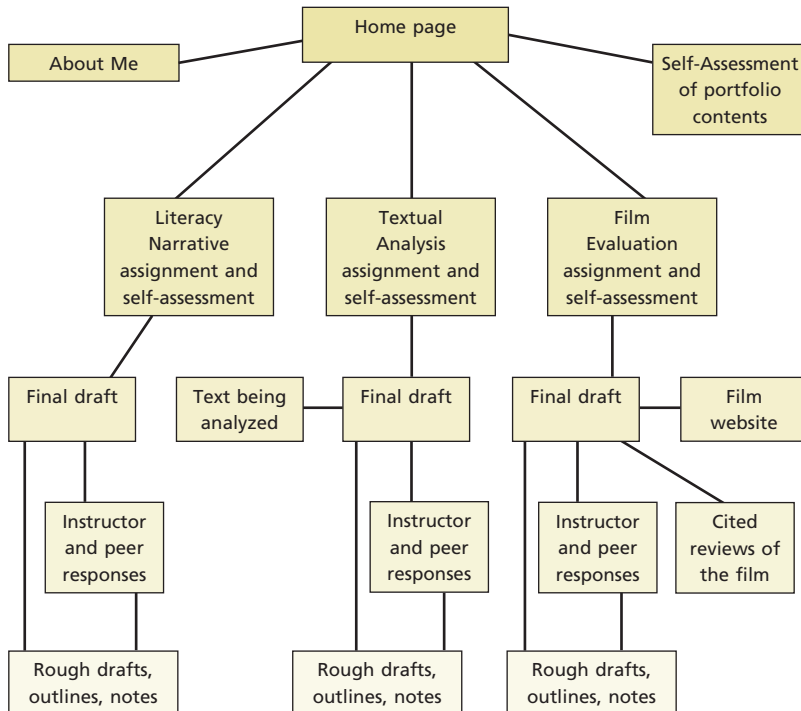 Home page
About Me
Self-Assessment
of portfolio
contents
Literacy
Narrative
assignment and
self-assessment
Textual
Analysis
assignment and
self-assessment
Film
Evaluation
assignment and
self-assessment
Final draft
Text being
analyzed
Final draft
Final draft
Film
website
Instructor
and peer
responses
Instructor
and peer
responses
Instructor
and peer
responses
Cited
reviews of
the film
Rough drafts,
outlines, notes
Rough drafts,
outlines, notes
Rough drafts,
outlines, notes